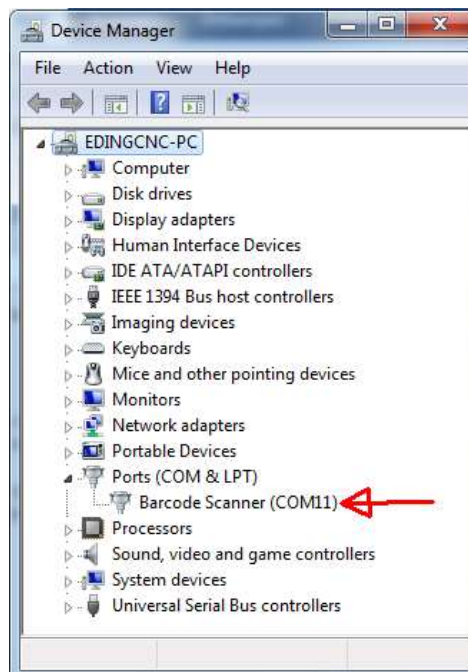 Device Manager
File Action View Help
EDINGCNC-PC
Computer
Disk drives
Display adapters
Human Interface Devices
IDE ATA/ATAPI controllers
IEEE 1394 Bus host controllers
Imaging devices
Keyboards
Mice and other pointing devices
Monitors
Network adapters
Portable Devices
Ports (COM & LPT)
Barcode Scanner (COM11)
Processors
Sound, video and game controllers
System devices
Universal Serial Bus controllers